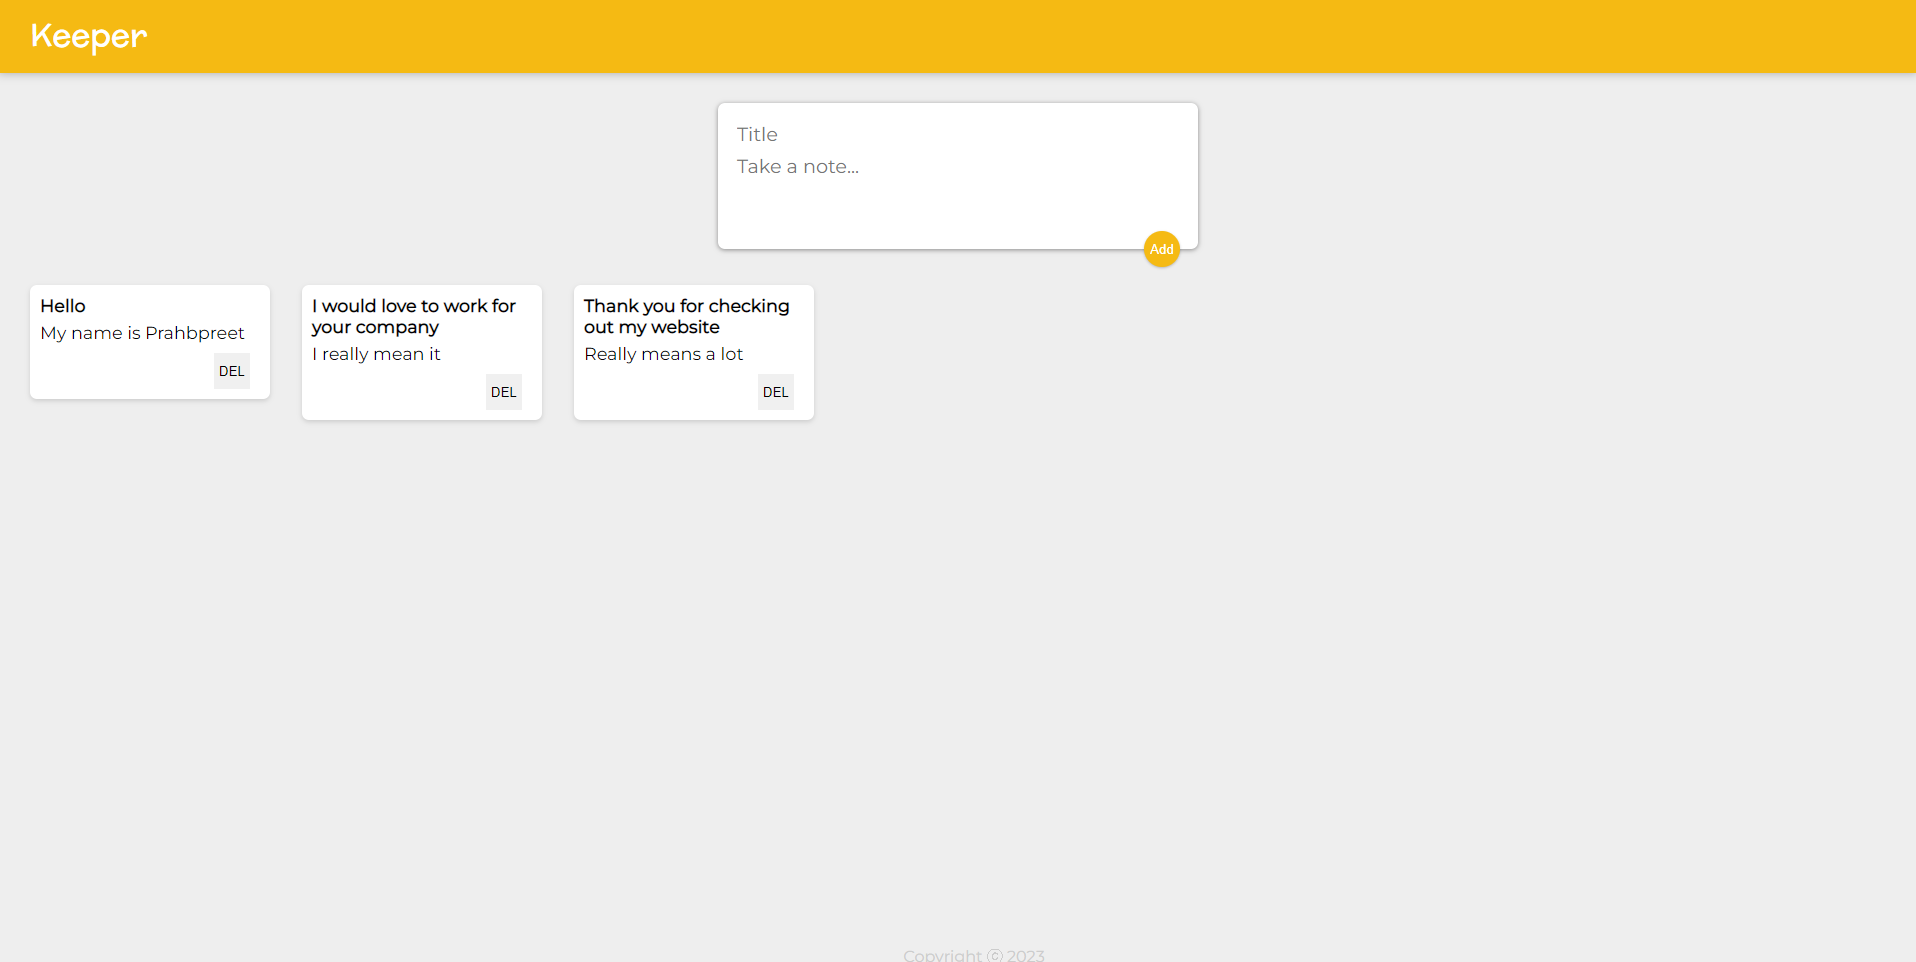 Keeper
Title
Take a note...
Add
Hello
My name is Prahbpreet
DEL
I would love to work for
your company
I really mean it
DEL
Thank you for checking
out my website
Really means a lot
DEL
Copyright ⓒ 2023